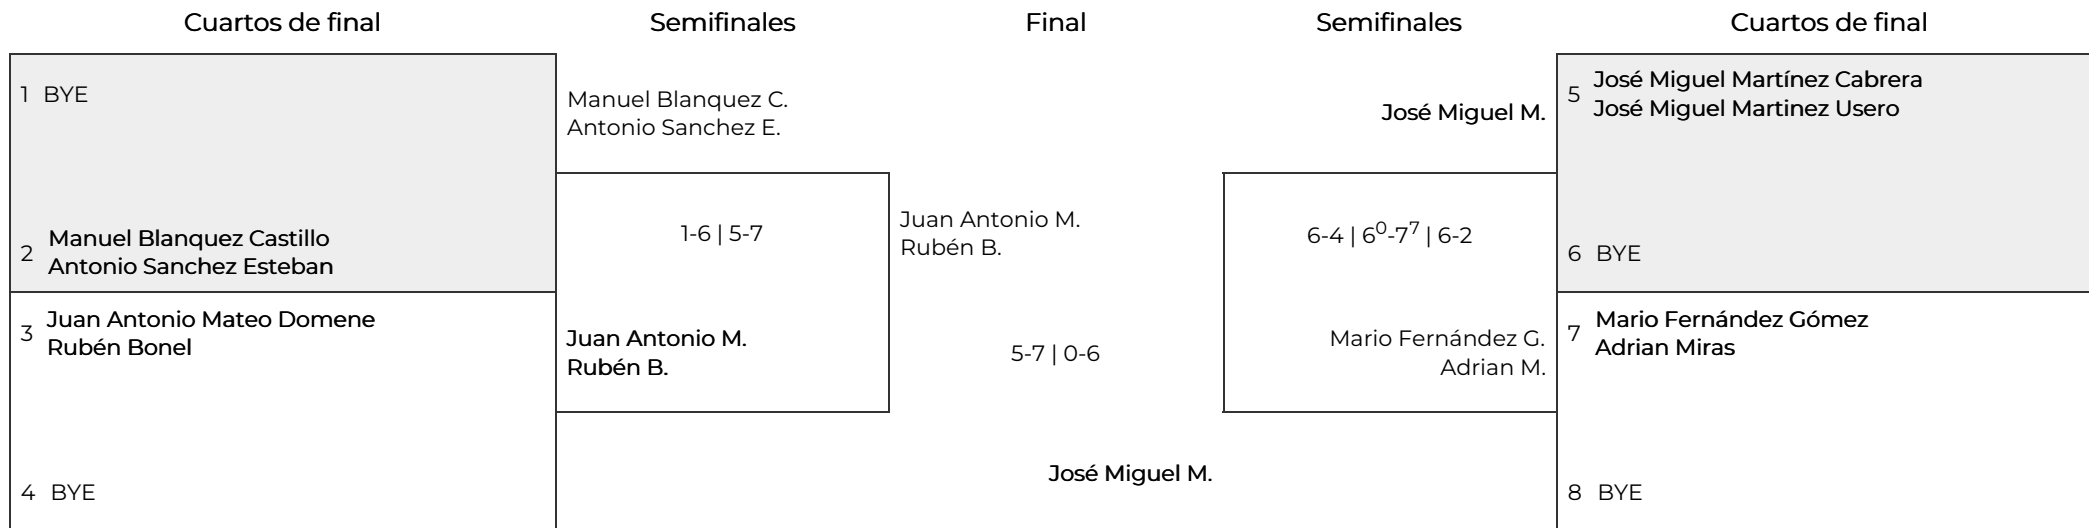 Cuartos de final
Semifinales
Final
Semifinales
Cuartos de final
1 BYE
2 Manuel Blanquez Castillo
Antonio Sanchez Esteban
3 Juan Antonio Mateo Domene
Rubén Bonel
4 BYE
Manuel Blanquez C.
Antonio Sanchez E.
1-6 | 5-7
Juan Antonio M.
Rubén B.
Juan Antonio M.
Rubén B.
5-7 | 0-6
José Miguel M.
José Miguel M.
6-4 | 6⁰-7⁷ | 6-2
Mario Fernández G.
Adrian M.
5 José Miguel Martínez Cabrera
José Miguel Martinez Usero
6 BYE
7 Mario Fernández Gómez
Adrian Miras
8 BYE